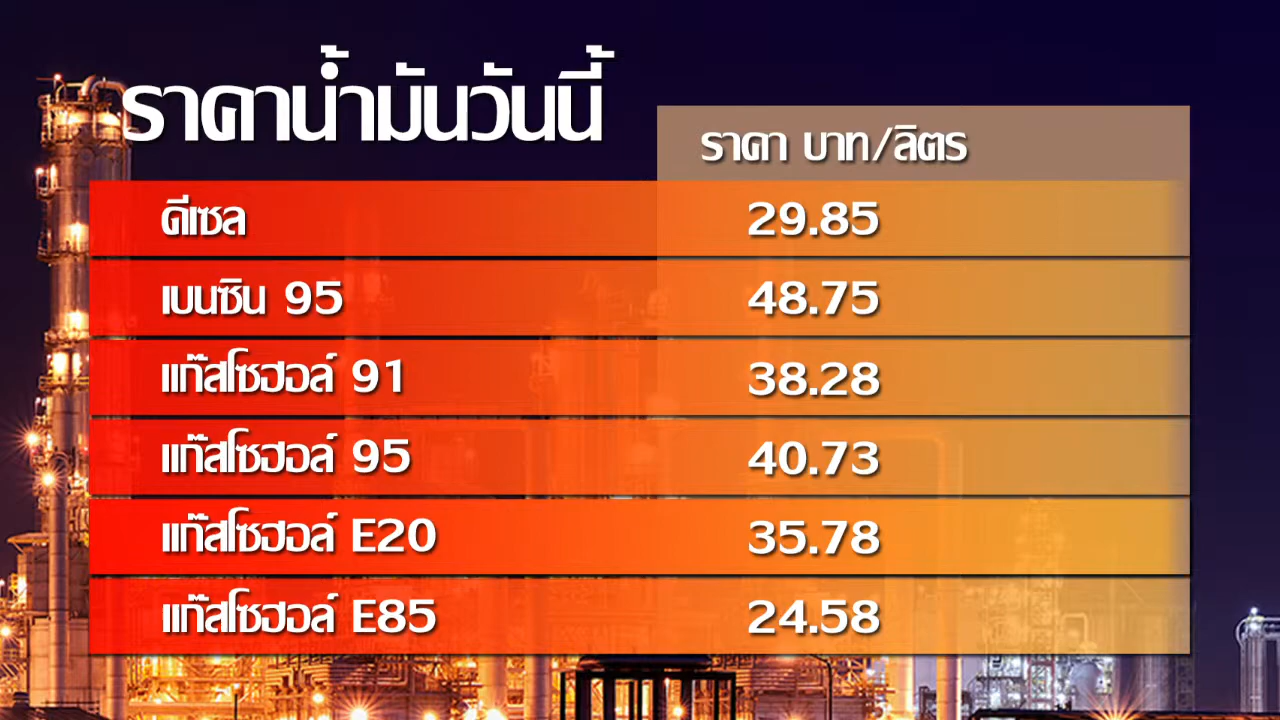 ราคาน้ำมันวันนี้
ราคา บาท/ลิตร
ดีเซล 29.85
เบนซิน 95 48.75
แก๊สโซฮอล์ 91 38.28
แก๊สโซฮอล์ 95 40.73
แก๊สโซฮอล์ E20 35.78
แก๊สโซฮอล์ E85 24.58